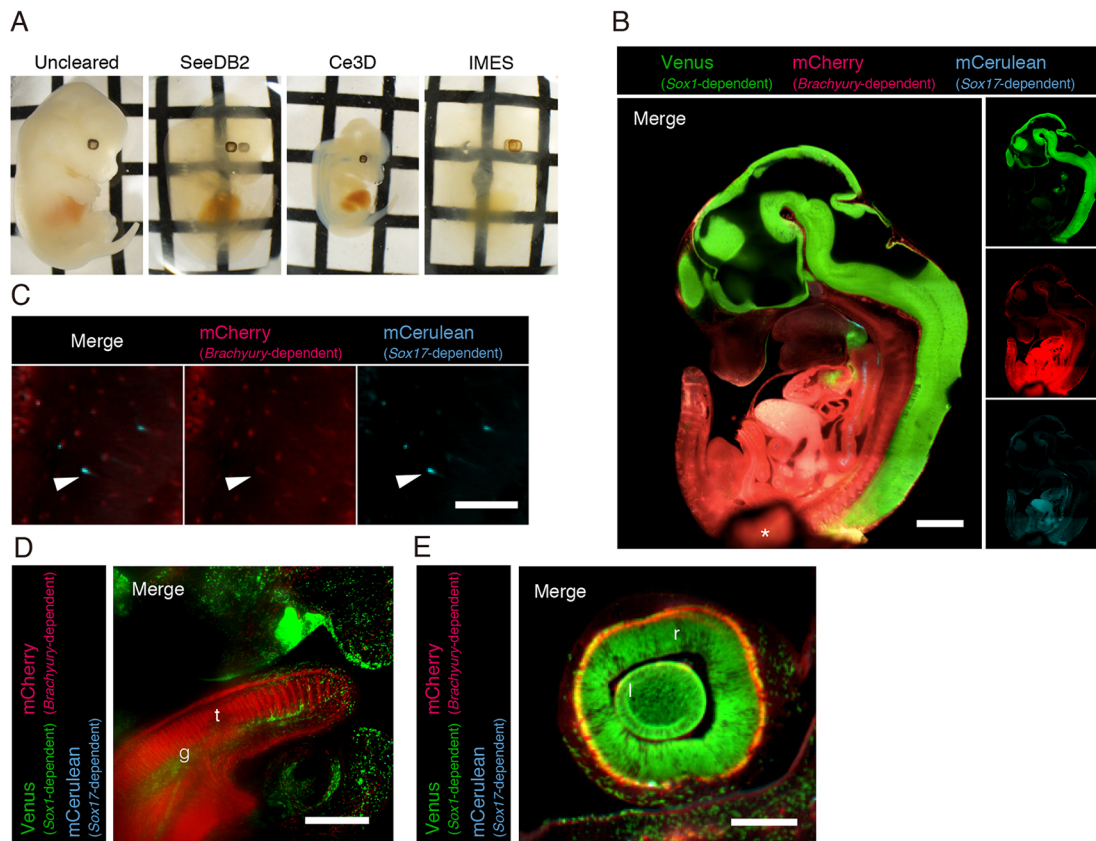 A
Uncleared
SeeDB2
Ce3D
IMES
B
Venus
(Sox1-dependent)
mCherry
(Brachyury-dependent)
mCerulean
(Sox17-dependent)
Merge
*
C
Merge
mCherry
(Brachyury-dependent)
mCerulean
(Sox17-dependent)
D
Venus
(Sox1-dependent)
mCherry
(Brachyury-dependent)
mCerulean
(Sox17-dependent)
Merge
t
g
E
Venus
(Sox1-dependent)
mCherry
(Brachyury-dependent)
mCerulean
(Sox17-dependent)
Merge
r
l